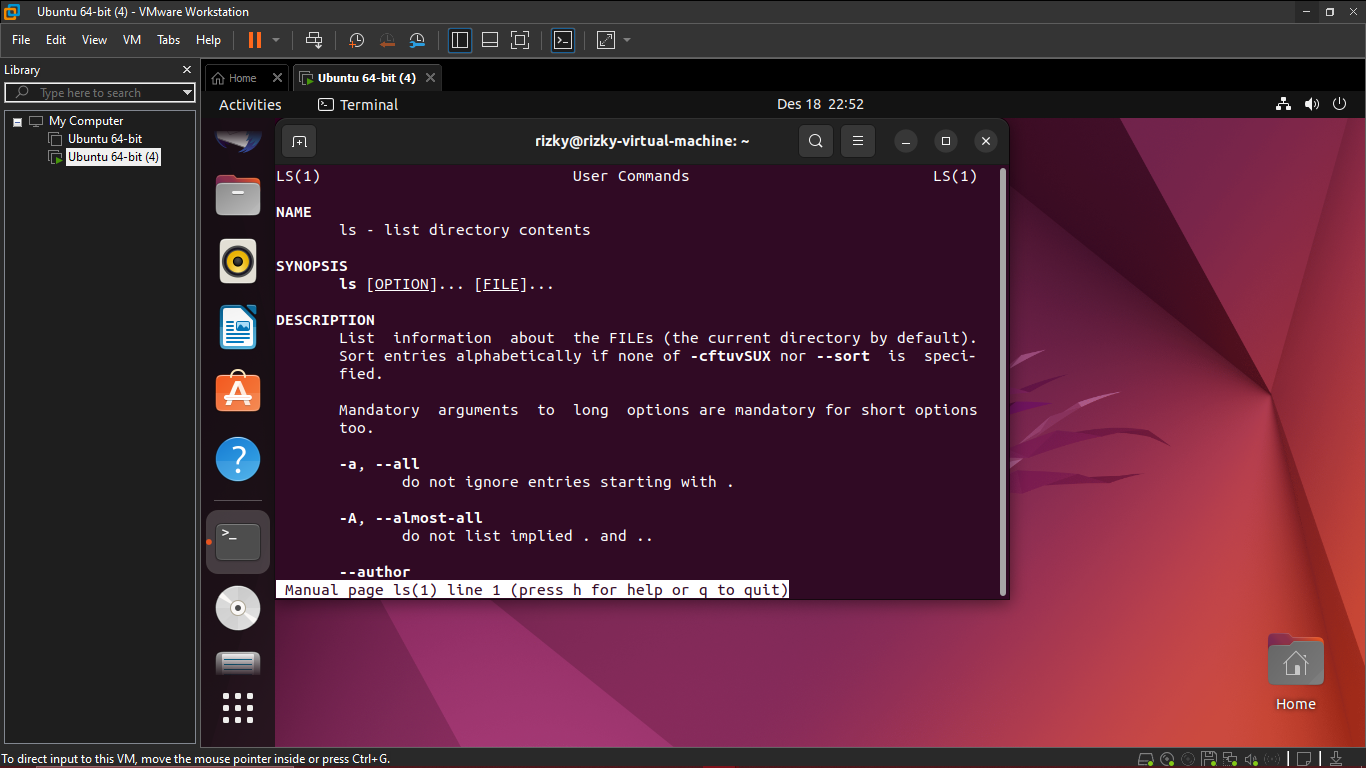 Ubuntu 64-bit (4) - VMware Workstation
File Edit View VM Tabs Help
Library
Type here to search
My Computer
Ubuntu 64-bit
Ubuntu 64-bit (4)
Home
Ubuntu 64-bit (4)
Activities
Terminal
Des 18 22:52
rizky@rizky-virtual-machine: ~
LS(1) User Commands LS(1)
NAME
ls - list directory contents
SYNOPSIS
ls [OPTION]... [FILE]...
DESCRIPTION
List information about the FILEs (the current directory by default).
Sort entries alphabetically if none of -cftuvSUX nor --sort is speci-
fied.
Mandatory arguments to long options are mandatory for short options
too.
-a, --all
do not ignore entries starting with .
-A, --almost-all
do not list implied . and ..
--author
Manual page ls(1) line 1 (press h for help or q to quit)
Home
To direct input to this VM, move the mouse pointer inside or press Ctrl+G.